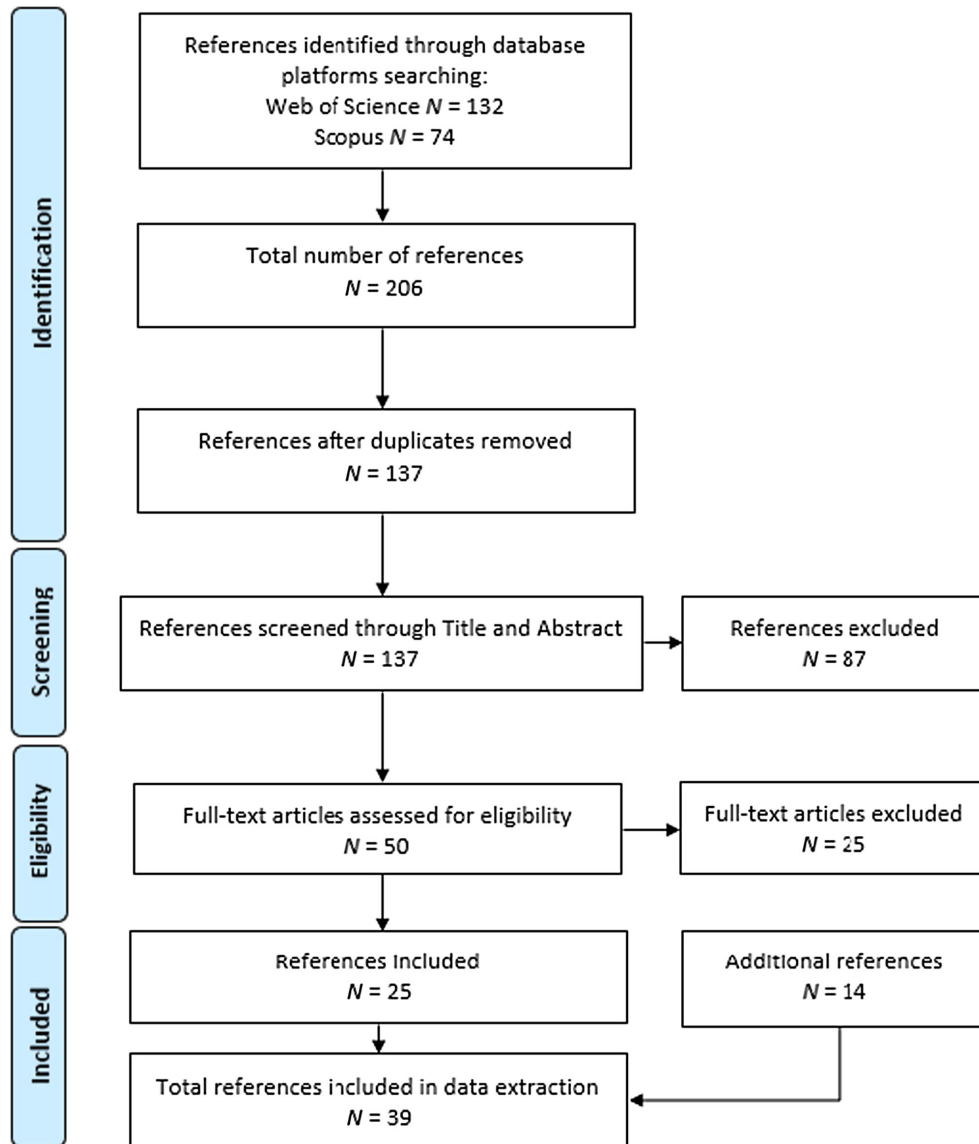 Identification
References identified through database
platforms searching:
Web of Science N = 132
Scopus N = 74
Total number of references
N = 206
References after duplicates removed
N = 137
Screening
References screened through Title and Abstract
N = 137
References excluded
N = 87
Eligibility
Full-text articles assessed for eligibility
N = 50
Full-text articles excluded
N = 25
Included
References Included
N = 25
Additional references
N = 14
Total references included in data extraction
N = 39